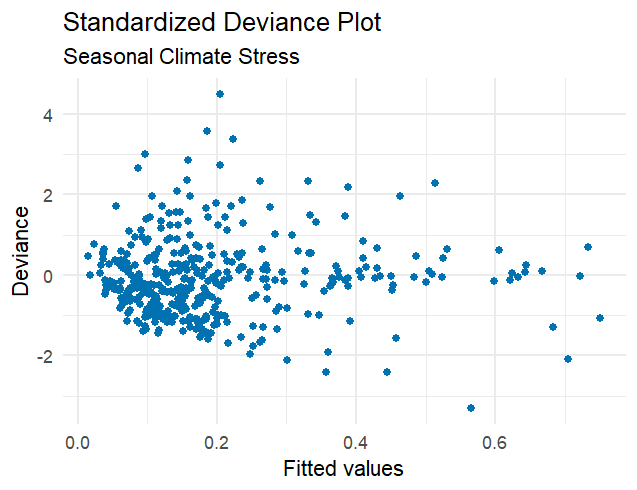 Standardized Deviance Plot
Seasonal Climate Stress
Deviance
4
2
0
-2
0.0 0.2 0.4 0.6
Fitted values